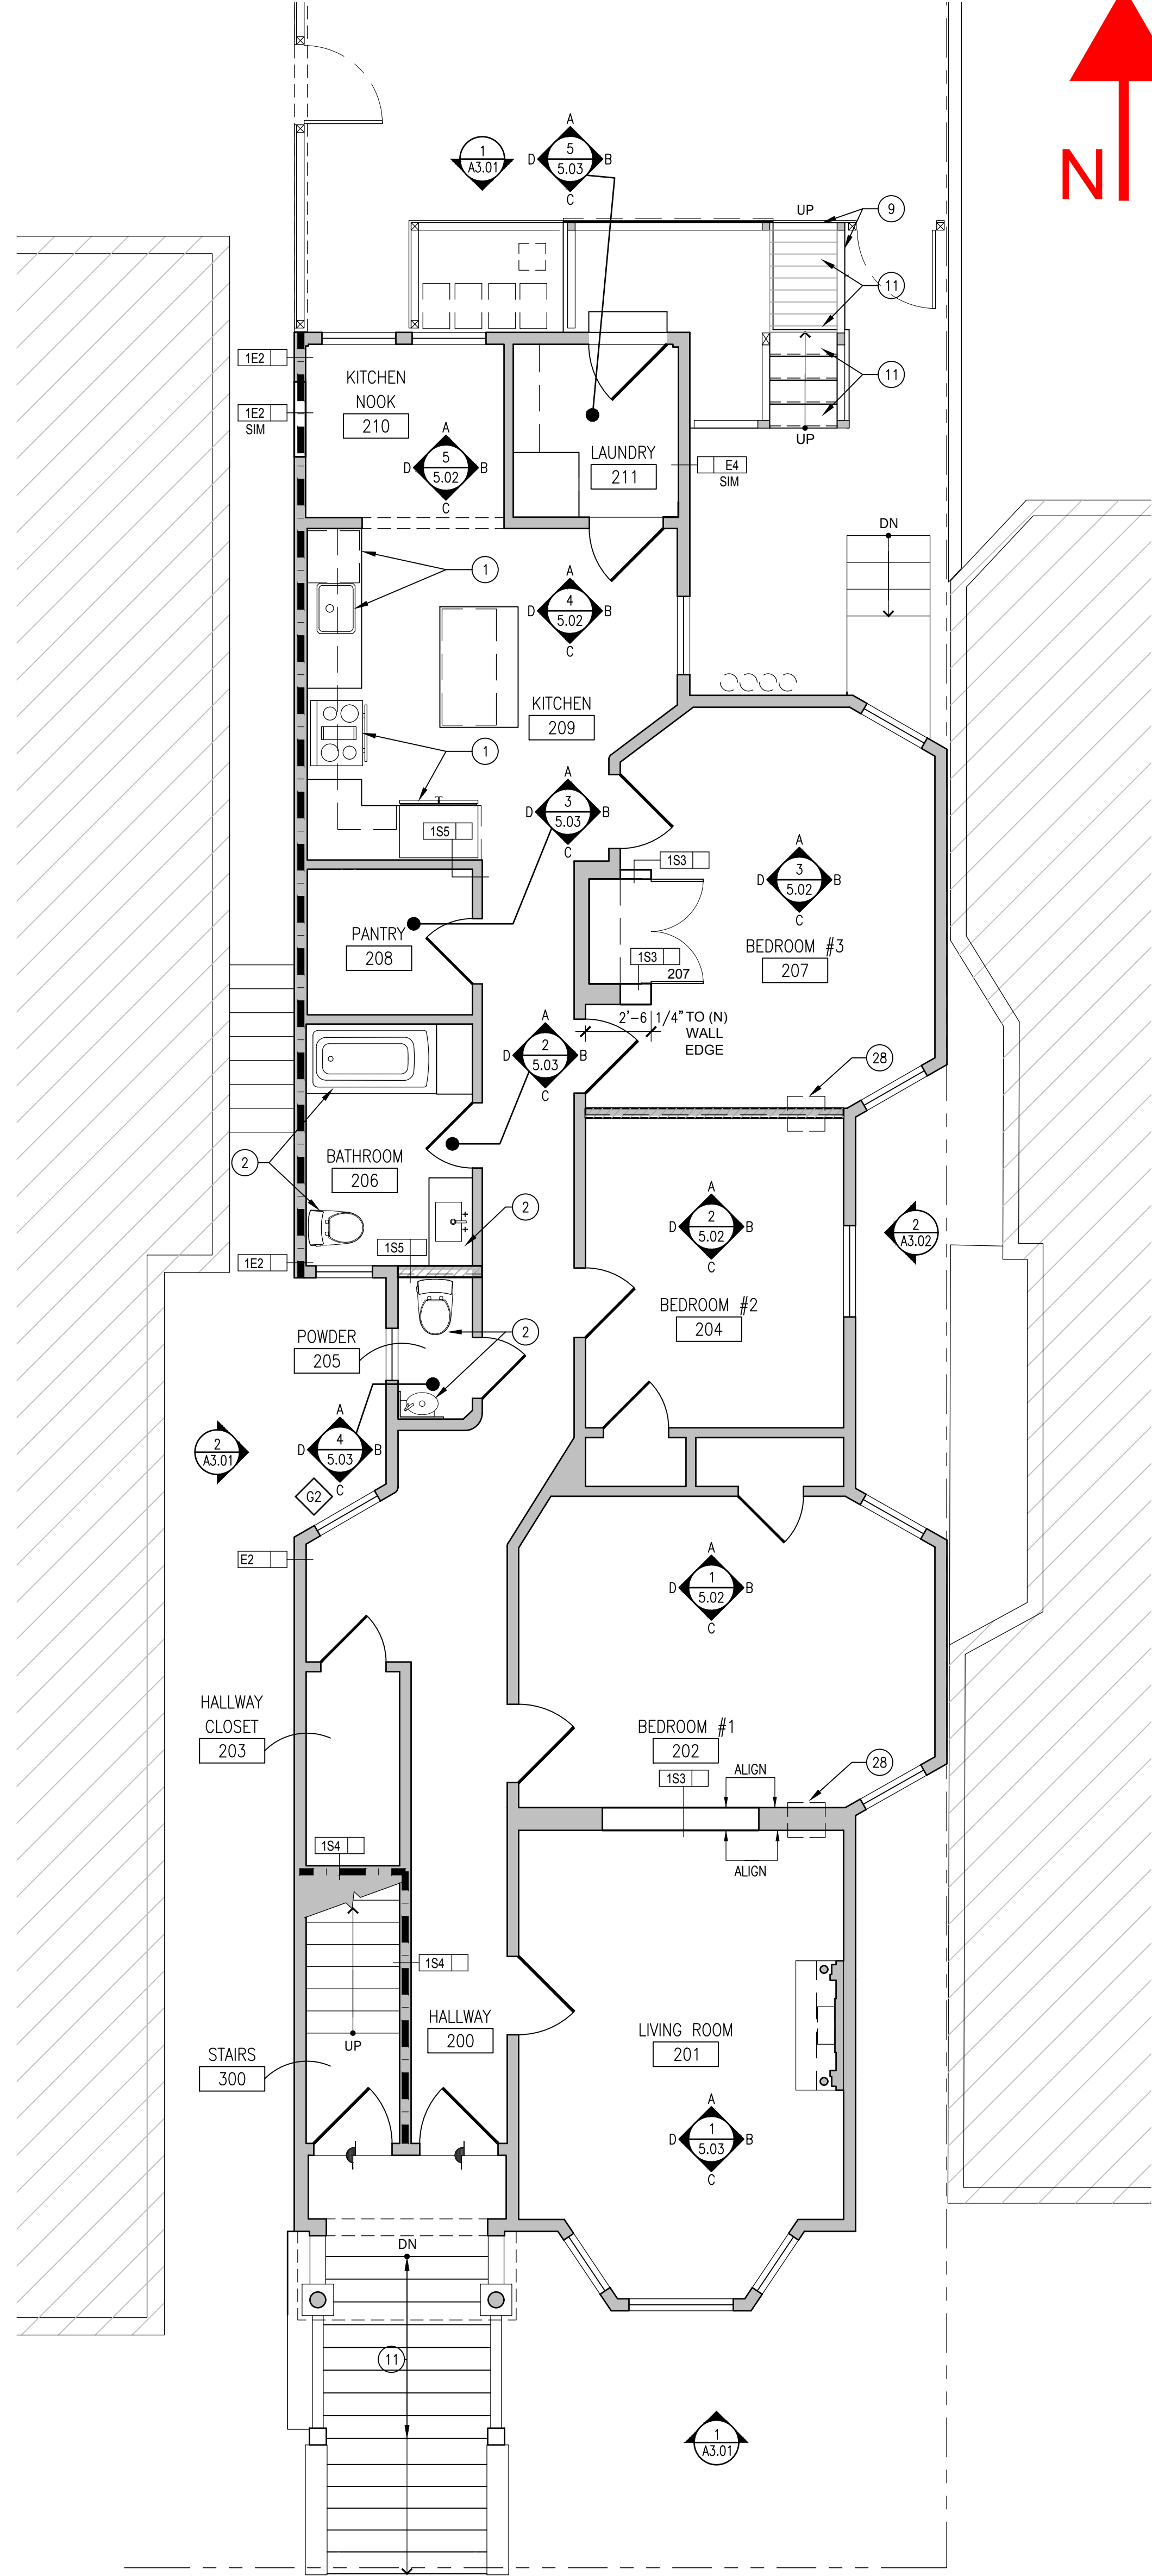 N
A
1
A3.01
D
5
5.03
B
C
UP
9
11
1E2
KITCHEN
NOOK
210
1E2
SIM
A
D
5
5.02
B
C
LAUNDRY
211
E4
SIM
11
UP
DN
1
A
D
4
5.02
B
C
KITCHEN
209
1
A
D
3
5.03
B
C
1S5
1S3
A
D
3
5.02
B
C
PANTRY
208
BEDROOM #3
207
1S3
207
2'-6 1/4" TO (N)
WALL
EDGE
A
D
2
5.03
B
C
28
BATHROOM
206
2
2
A
D
2
5.02
B
C
2
A3.02
1S5
1E2
BEDROOM #2
204
POWDER
205
2
2
A3.01
A
D
4
5.03
B
C
G2
E2
A
D
1
5.02
B
C
HALLWAY
CLOSET
203
BEDROOM #1
202
ALIGN
28
1S3
ALIGN
1S4
1S4
HALLWAY
200
UP
STAIRS
300
LIVING ROOM
201
A
D
1
5.03
B
C
DN
11
1
A3.01